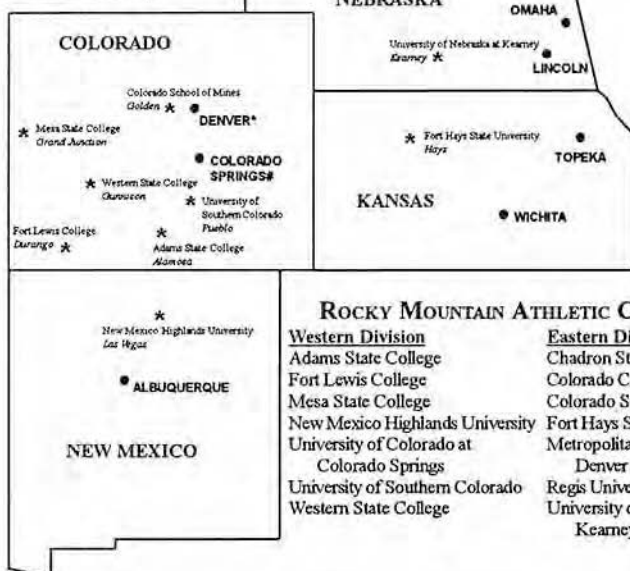 NEBRASKA
OMAHA
University of Nebraska at Kearney
Kearney
LINCOLN
COLORADO
Colorado School of Mines
Golden
DENVER*
Mesa State College
Grand Junction
COLORADO
SPRINGS#
Western State College
Gunnison
University of
Southern Colorado
Pueblo
Fort Lewis College
Durango
Adams State College
Alamosa
Fort Hays State University
Hays
TOPEKA
KANSAS
WICHITA
New Mexico Highlands University
Las Vegas
ALBUQUERQUE
NEW MEXICO
ROCKY MOUNTAIN ATHLETIC C
Western Division
Adams State College
Fort Lewis College
Mesa State College
New Mexico Highlands University
University of Colorado at
Colorado Springs
University of Southern Colorado
Western State College
Eastern Di
Chadron St
Colorado C
Colorado S
Fort Hays S
Metropolita
Denver
Regis Unive
University o
Kearney